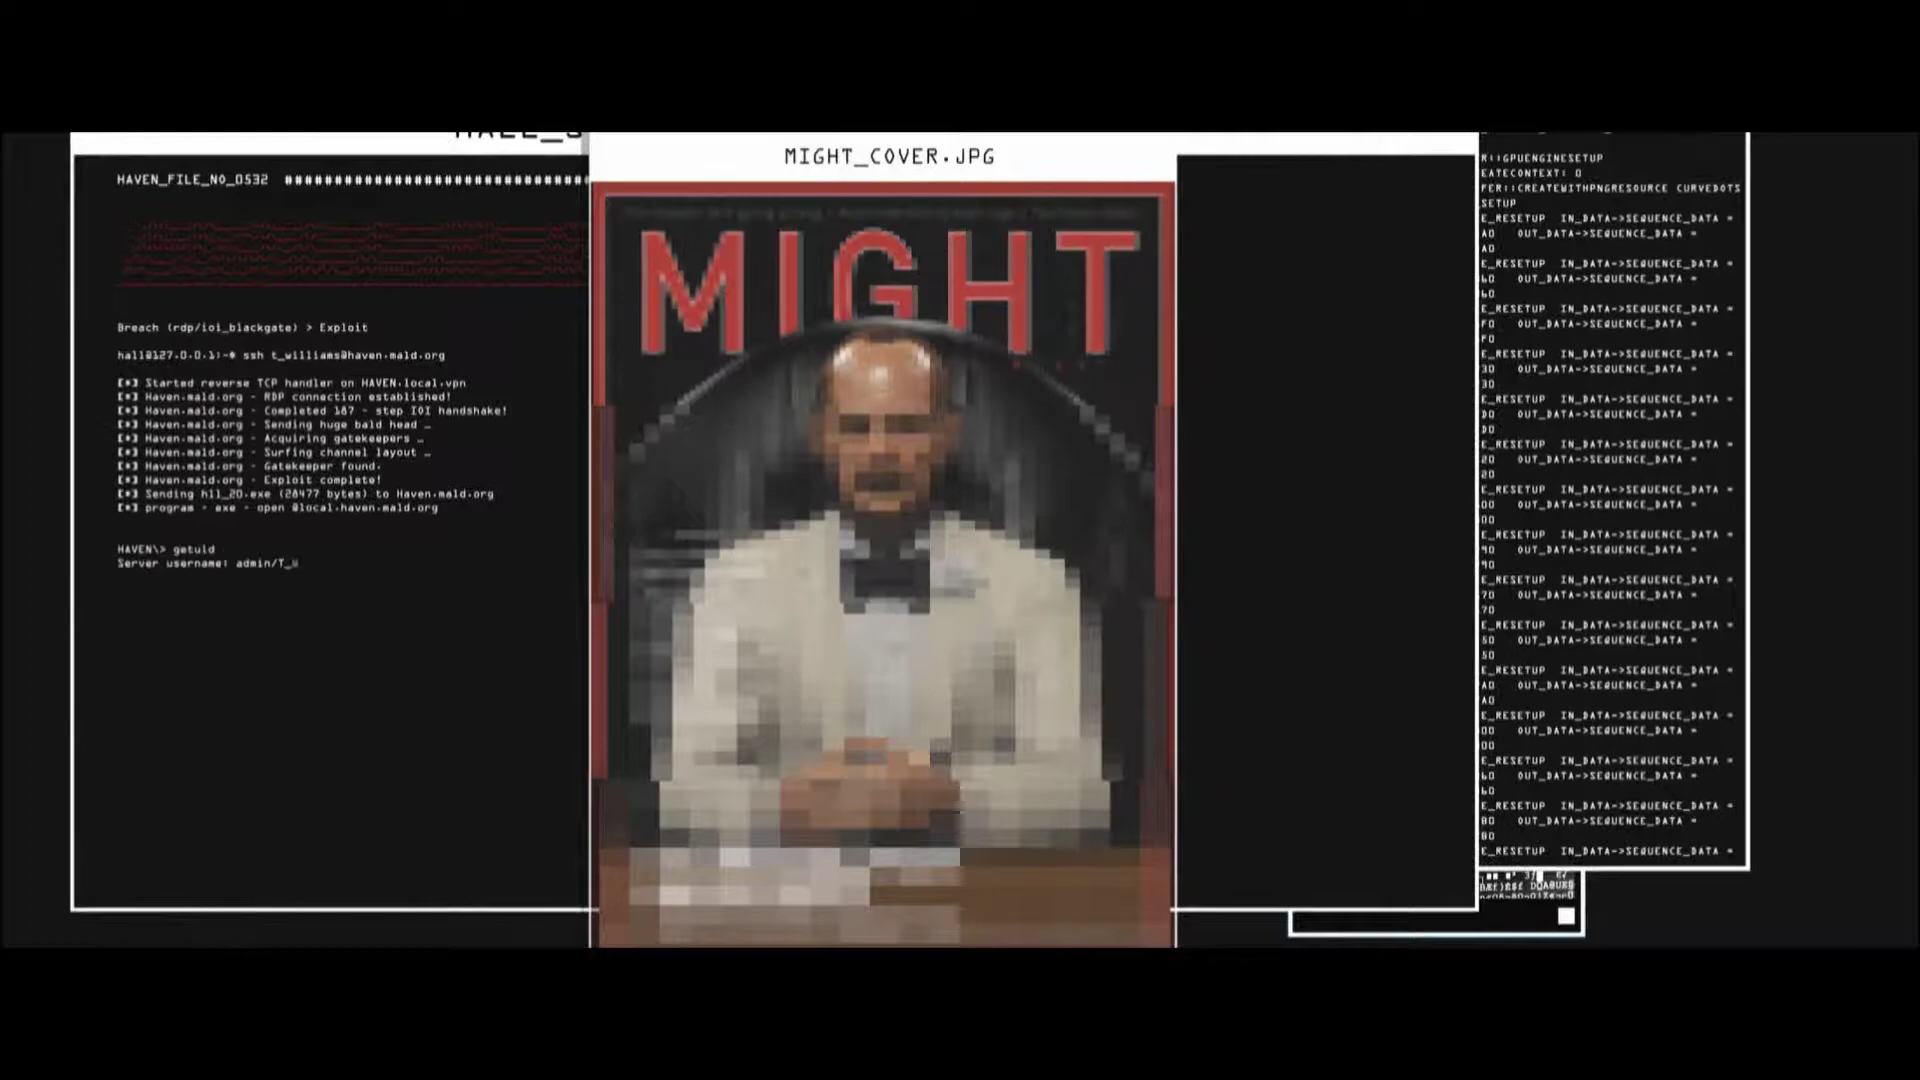 MIGHT_COVER.JPG
HAVEN_FILE_NO_0532 ################################
MIGHT
Breach (rdp/ioi_blackgate) > Exploit
hall@127.0.0.1:~# ssh t_williams@haven.mald.org
[*] Started reverse TCP handler on HAVEN.local.vpn
[*] Haven.mald.org - RDP connection established!
[*] Haven.mald.org - Completed 187 - step IOI handshake!
[*] Haven.mald.org - Sending huge bald head …
[*] Haven.mald.org - Acquiring gatekeepers …
[*] Haven.mald.org - Surfing channel layout …
[*] Haven.mald.org - Gatekeeper found.
[*] Haven.mald.org - Exploit complete!
[*] Sending h11_20.exe (28477 bytes) to Haven.mald.org
[*] program - exe - open @local.haven.mald.org
HAVEN\> getuid
Server username: admin/T_W
R::GPUENGINESETUP
EATECONTEXT: 0
FER::CREATEWITHPNGRESOURCE CURVEDOTS
SETUP
E_RESETUP IN_DATA->SEQUENCE_DATA =
A0 OUT_DATA->SEQUENCE_DATA =
A0
E_RESETUP IN_DATA->SEQUENCE_DATA =
60 OUT_DATA->SEQUENCE_DATA =
60
E_RESETUP IN_DATA->SEQUENCE_DATA =
F0 OUT_DATA->SEQUENCE_DATA =
F0
E_RESETUP IN_DATA->SEQUENCE_DATA =
30 OUT_DATA->SEQUENCE_DATA =
30
E_RESETUP IN_DATA->SEQUENCE_DATA =
D0 OUT_DATA->SEQUENCE_DATA =
D0
E_RESETUP IN_DATA->SEQUENCE_DATA =
20 OUT_DATA->SEQUENCE_DATA =
20
E_RESETUP IN_DATA->SEQUENCE_DATA =
00 OUT_DATA->SEQUENCE_DATA =
00
E_RESETUP IN_DATA->SEQUENCE_DATA =
90 OUT_DATA->SEQUENCE_DATA =
90
E_RESETUP IN_DATA->SEQUENCE_DATA =
70 OUT_DATA->SEQUENCE_DATA =
70
E_RESETUP IN_DATA->SEQUENCE_DATA =
50 OUT_DATA->SEQUENCE_DATA =
50
E_RESETUP IN_DATA->SEQUENCE_DATA =
A0 OUT_DATA->SEQUENCE_DATA =
A0
E_RESETUP IN_DATA->SEQUENCE_DATA =
00 OUT_DATA->SEQUENCE_DATA =
00
E_RESETUP IN_DATA->SEQUENCE_DATA =
60 OUT_DATA->SEQUENCE_DATA =
60
E_RESETUP IN_DATA->SEQUENCE_DATA =
80 OUT_DATA->SEQUENCE_DATA =
80
E_RESETUP IN_DATA->SEQUENCE_DATA =